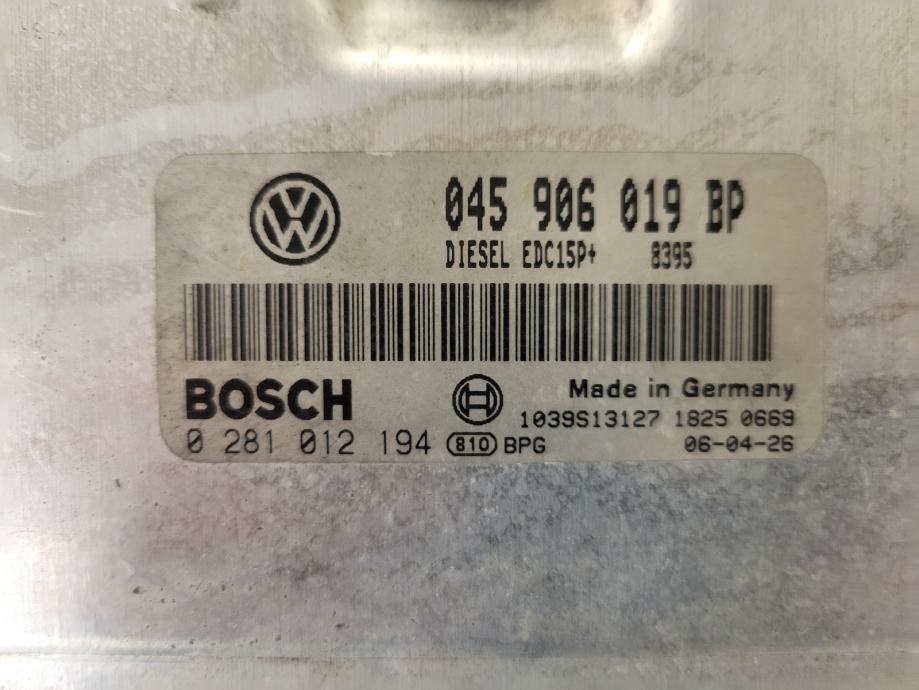 045 906 019 BP
DIESEL EDC15P+ 8395
BOSCH
Made in Germany
1039S13127 1825 0669
0 281 012 194 810 BPG 06-04-26